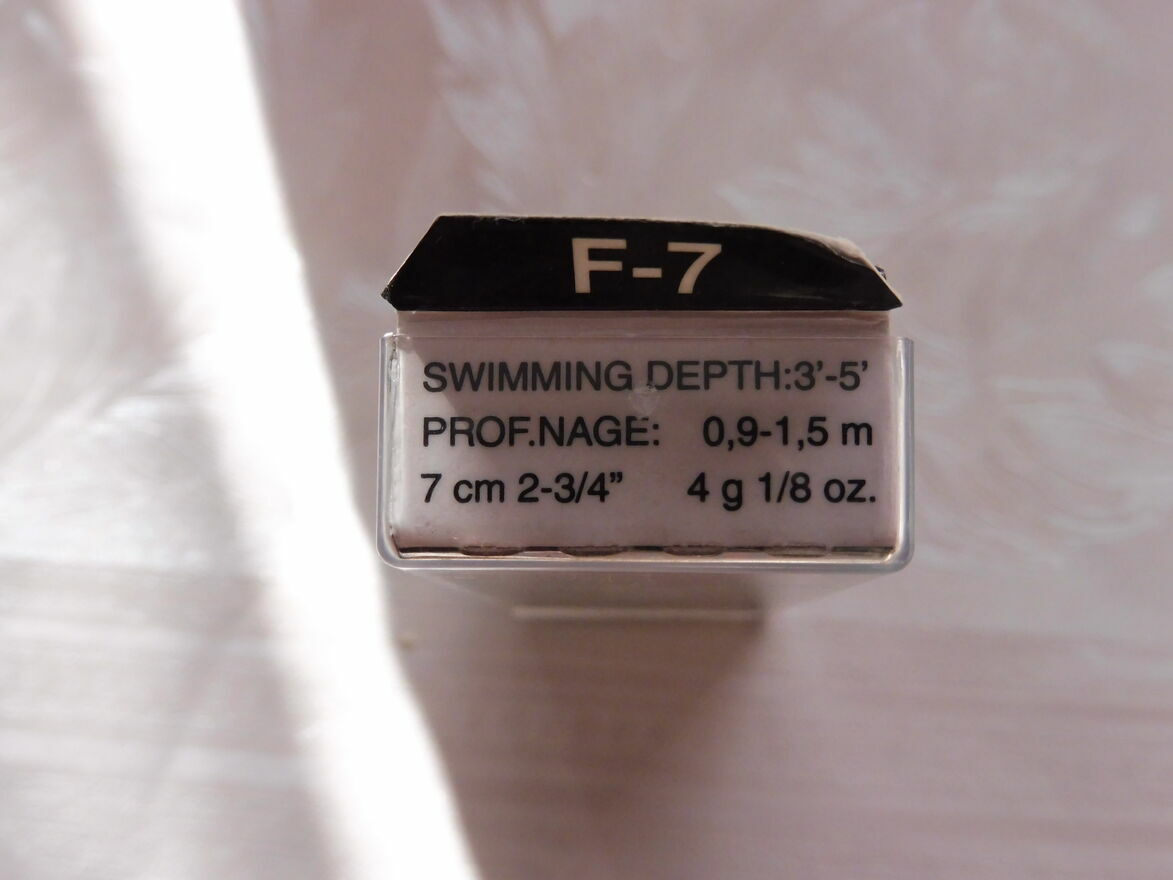 F-7
SWIMMING DEPTH:3’-5’
PROF.NAGE: 0,9-1,5 m
7 cm 2-3/4” 4 g 1/8 oz.